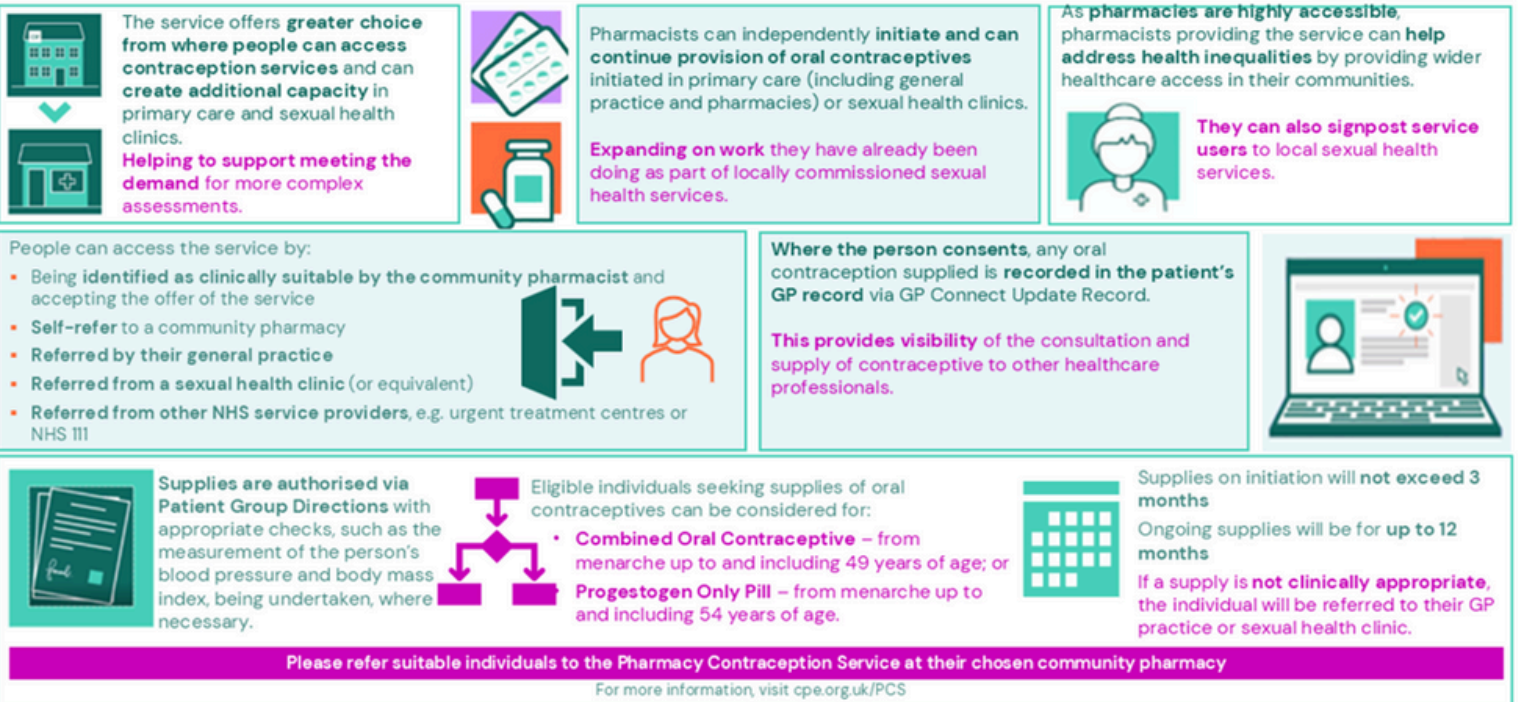 The service offers greater choice
from where people can access
contraception services and can
create additional capacity in
primary care and sexual health
clinics.
Helping to support meeting the
demand for more complex
assessments.
Pharmacists can independently initiate and can
continue provision of oral contraceptives
initiated in primary care (including general
practice and pharmacies) or sexual health clinics.
Expanding on work they have already been
doing as part of locally commissioned sexual
health services.
As pharmacies are highly accessible,
pharmacists providing the service can help
address health inequalities by providing wider
healthcare access in their communities.
They can also signpost service
users to local sexual health
services.
People can access the service by:
▪ Being identified as clinically suitable by the community pharmacist and
accepting the offer of the service
▪ Self-refer to a community pharmacy
▪ Referred by their general practice
▪ Referred from a sexual health clinic (or equivalent)
▪ Referred from other NHS service providers, e.g. urgent treatment centres or
NHS 111
Where the person consents, any oral
contraception supplied is recorded in the patient's
GP record via GP Connect Update Record.
This provides visibility of the consultation and
supply of contraceptive to other healthcare
professionals.
Supplies are authorised via
Patient Group Directions with
appropriate checks, such as the
measurement of the person's
blood pressure and body mass
index, being undertaken, where
necessary.
Eligible individuals seeking supplies of oral
contraceptives can be considered for:
• Combined Oral Contraceptive – from
menarche up to and including 49 years of age; or
• Progestogen Only Pill – from menarche up to
and including 54 years of age.
Supplies on initiation will not exceed 3
months
Ongoing supplies will be for up to 12
months
If a supply is not clinically appropriate,
the individual will be referred to their GP
practice or sexual health clinic.
Please refer suitable individuals to the Pharmacy Contraception Service at their chosen community pharmacy
For more information, visit cpe.org.uk/PCS